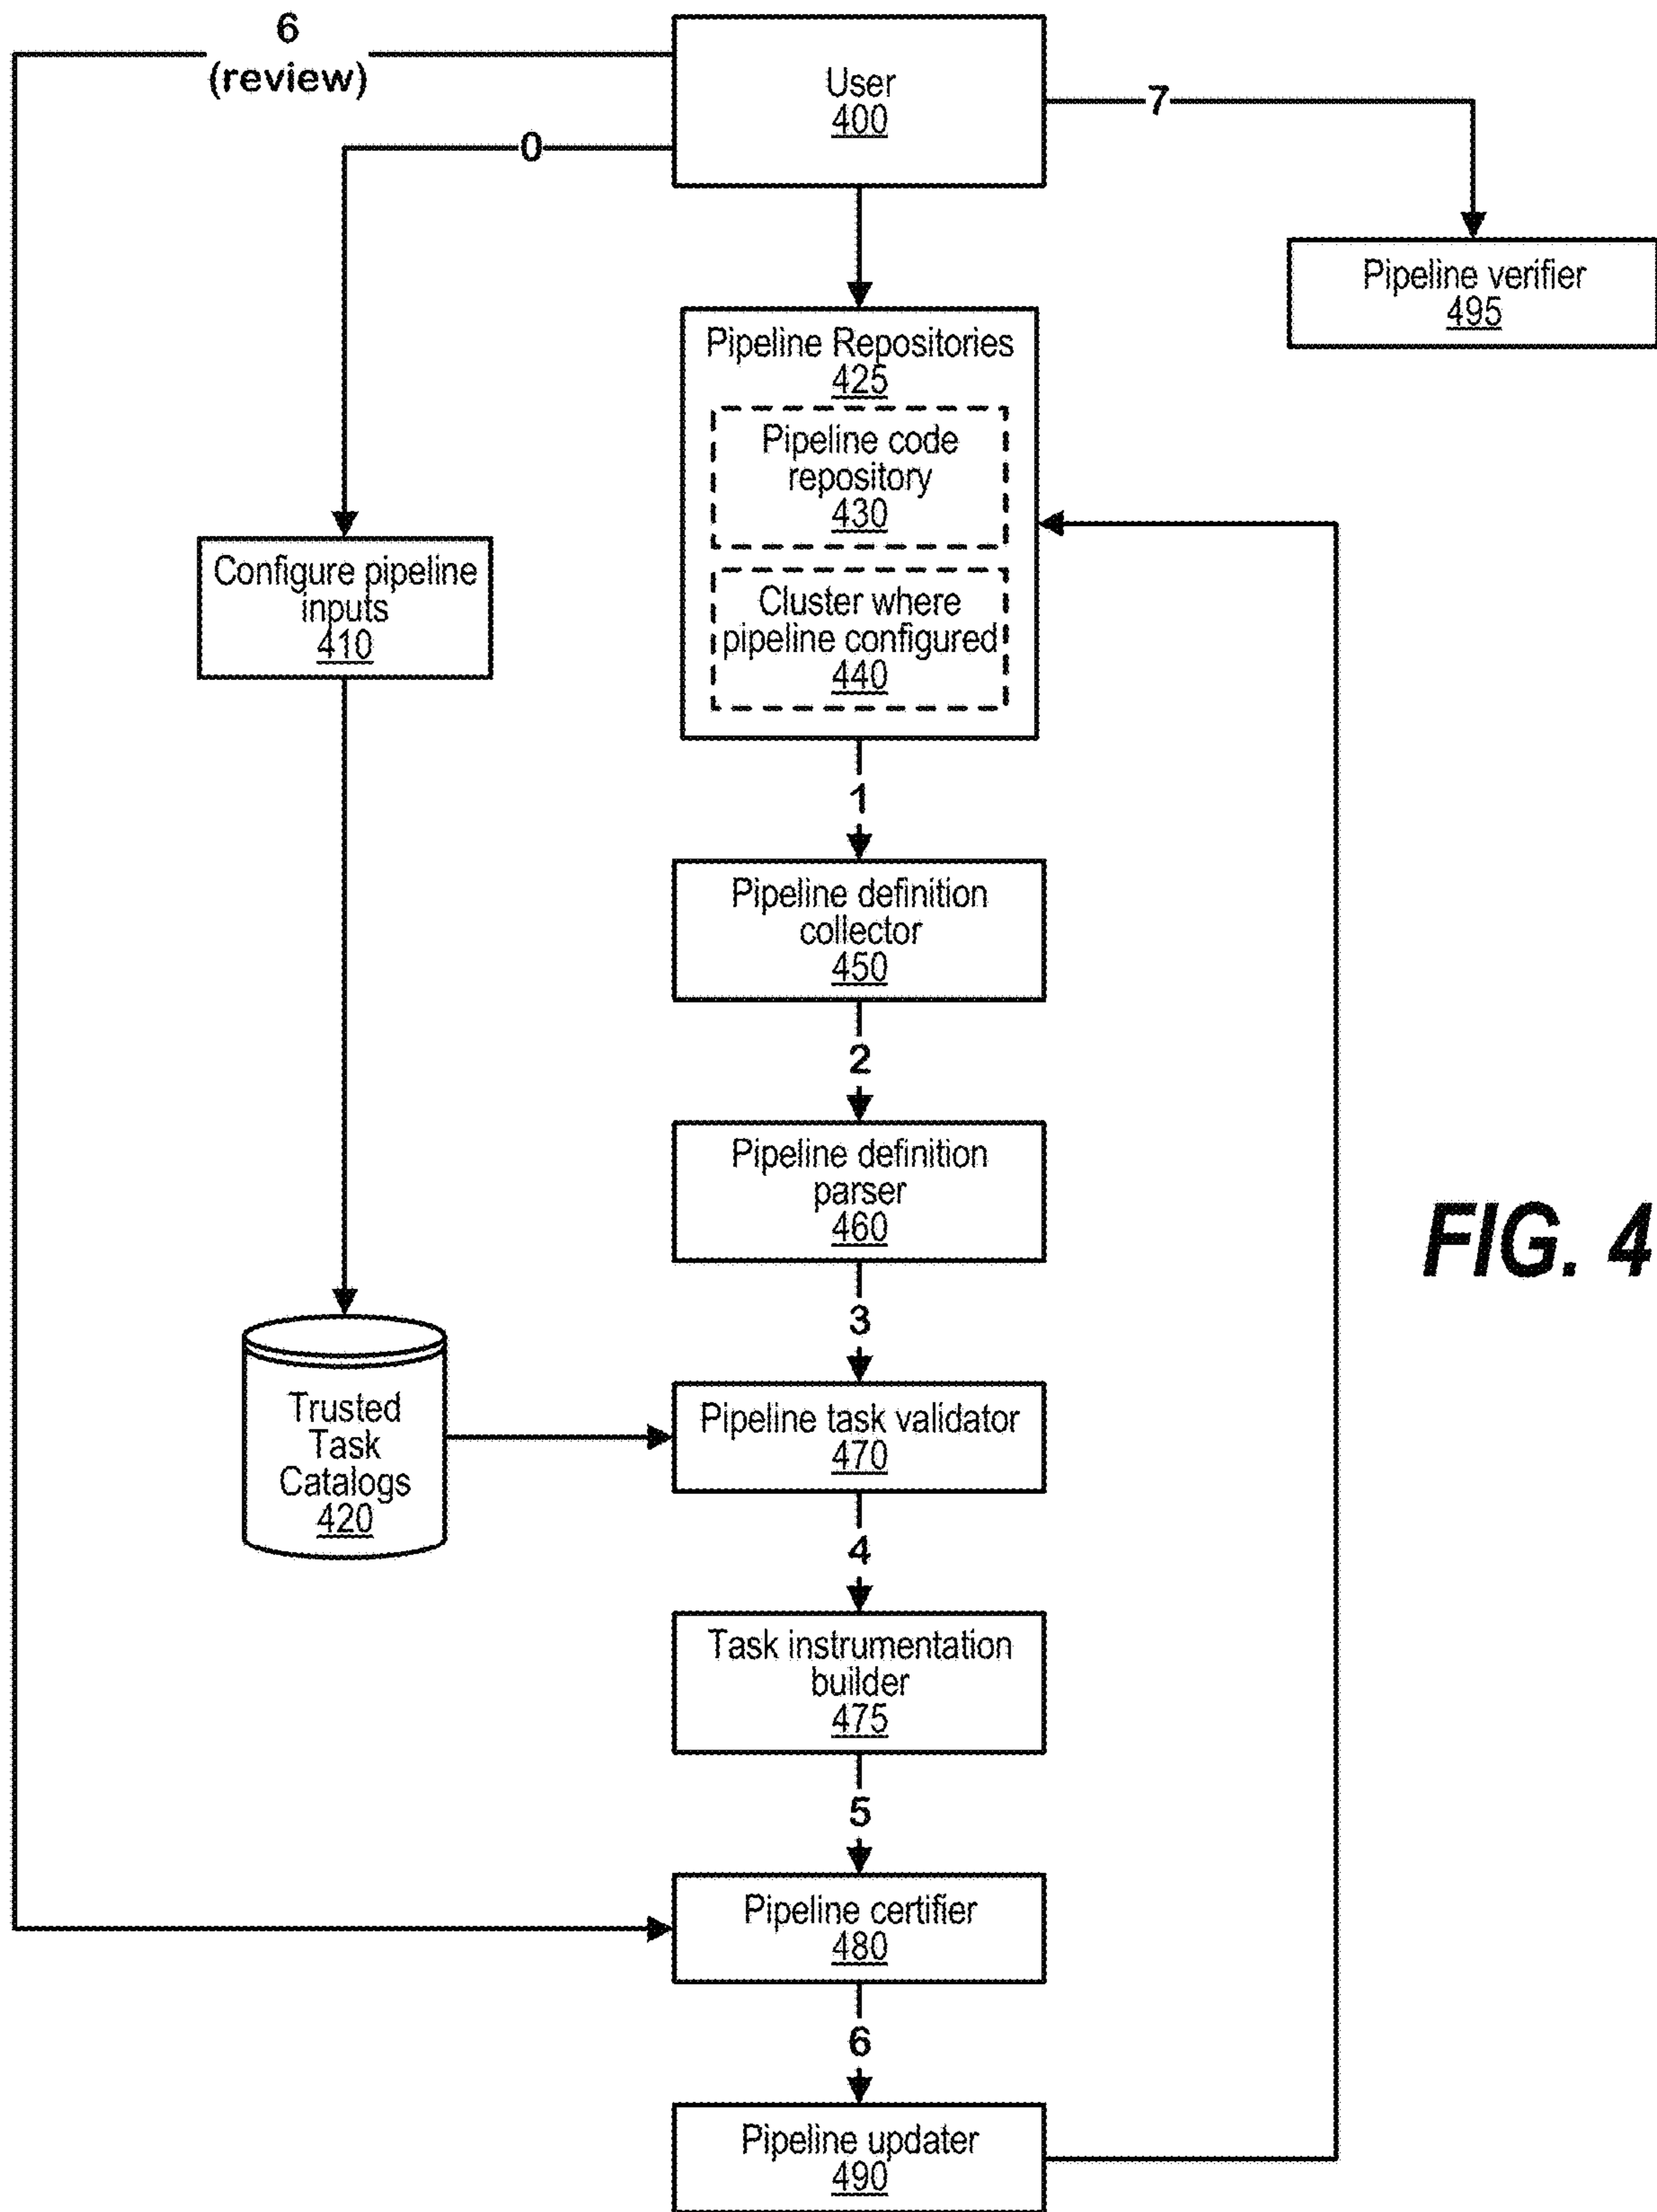 6
(review)
User
400
7
0
Pipeline verifier
495
Pipeline Repositories
425
Pipeline code
repository
430
Cluster where
pipeline configured
440
Configure pipeline
inputs
410
1
Pipeline definition
collector
450
2
Pipeline definition
parser
460
FIG. 4
3
Trusted
Task
Catalogs
420
Pipeline task validator
470
4
Task instrumentation
builder
475
5
Pipeline certifier
480
6
Pipeline updater
490